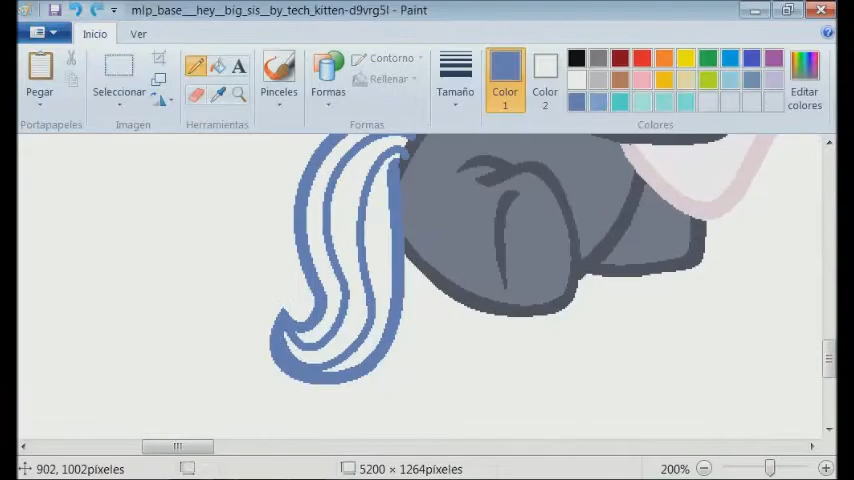 mlp_base___hey__big_sis__by_tech_kitten-d9vrg5l - Paint
Inicio Ver
Pegar
Seleccionar
A
Pinceles
Formas
Contorno
Rellenar
Tamaño
Color 1
Color 2
Editar colores
Portapapeles Imagen Herramientas Formas Colores
902, 1002píxeles 5200 × 1264píxeles 200%